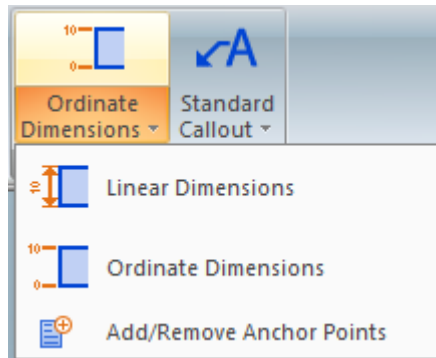 10
0
A
Ordinate
Dimensions
Standard
Callout
10
Linear Dimensions
10
0
Ordinate Dimensions
Add/Remove Anchor Points